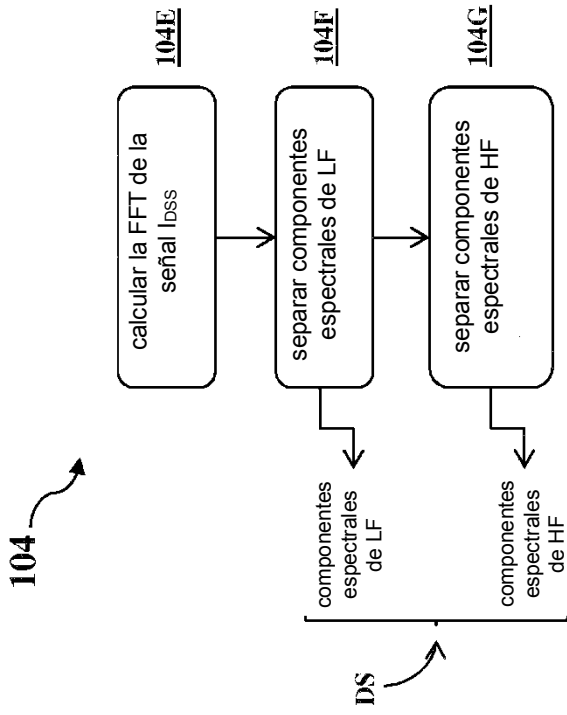 104
calcular la FFT de la
señal IDSS
104E
separar componentes
espectrales de LF
104F
separar componentes
espectrales de HF
104G
componentes
espectrales
de LF
componentes
espectrales
de HF
DS